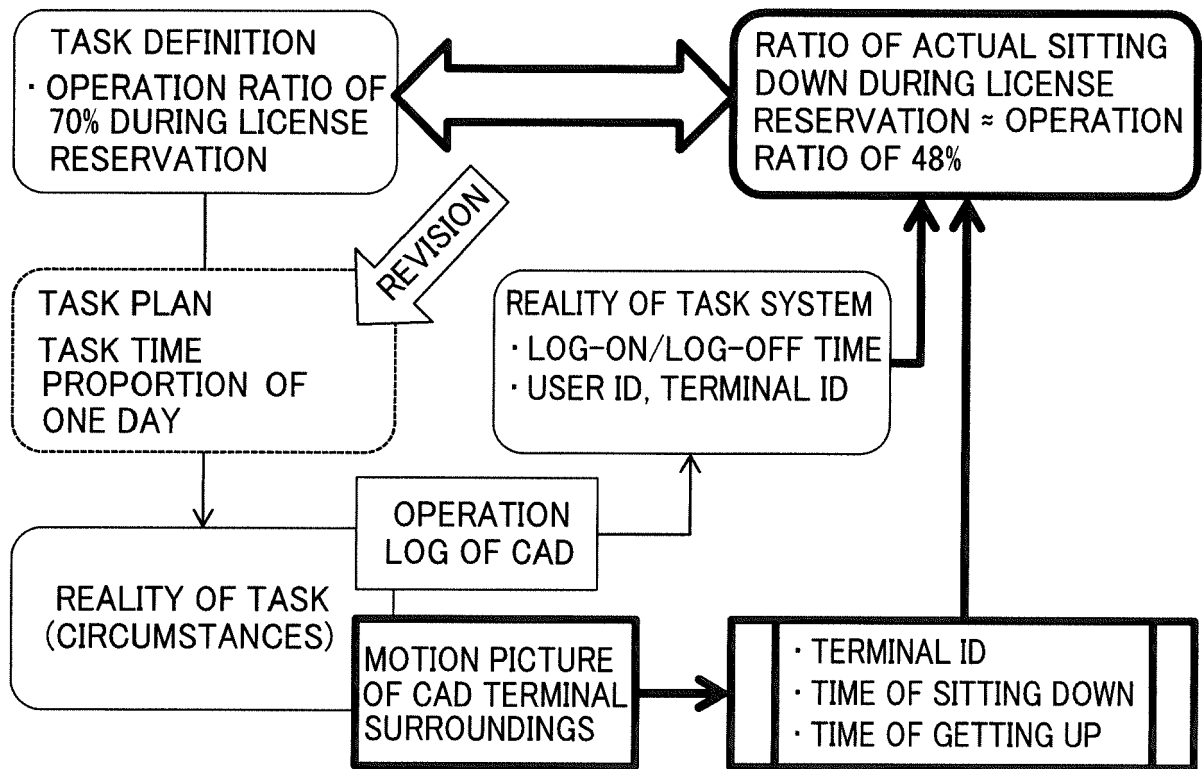 TASK DEFINITION
· OPERATION RATIO OF
70% DURING LICENSE
RESERVATION
RATIO OF ACTUAL SITTING
DOWN DURING LICENSE
RESERVATION ≈ OPERATION
RATIO OF 48%
REVISION
TASK PLAN
TASK TIME
PROPORTION OF
ONE DAY
REALITY OF TASK SYSTEM
· LOG-ON/LOG-OFF TIME
· USER ID, TERMINAL ID
OPERATION
LOG OF CAD
REALITY OF TASK
(CIRCUMSTANCES)
MOTION PICTURE
OF CAD TERMINAL
SURROUNDINGS
· TERMINAL ID
· TIME OF SITTING DOWN
· TIME OF GETTING UP